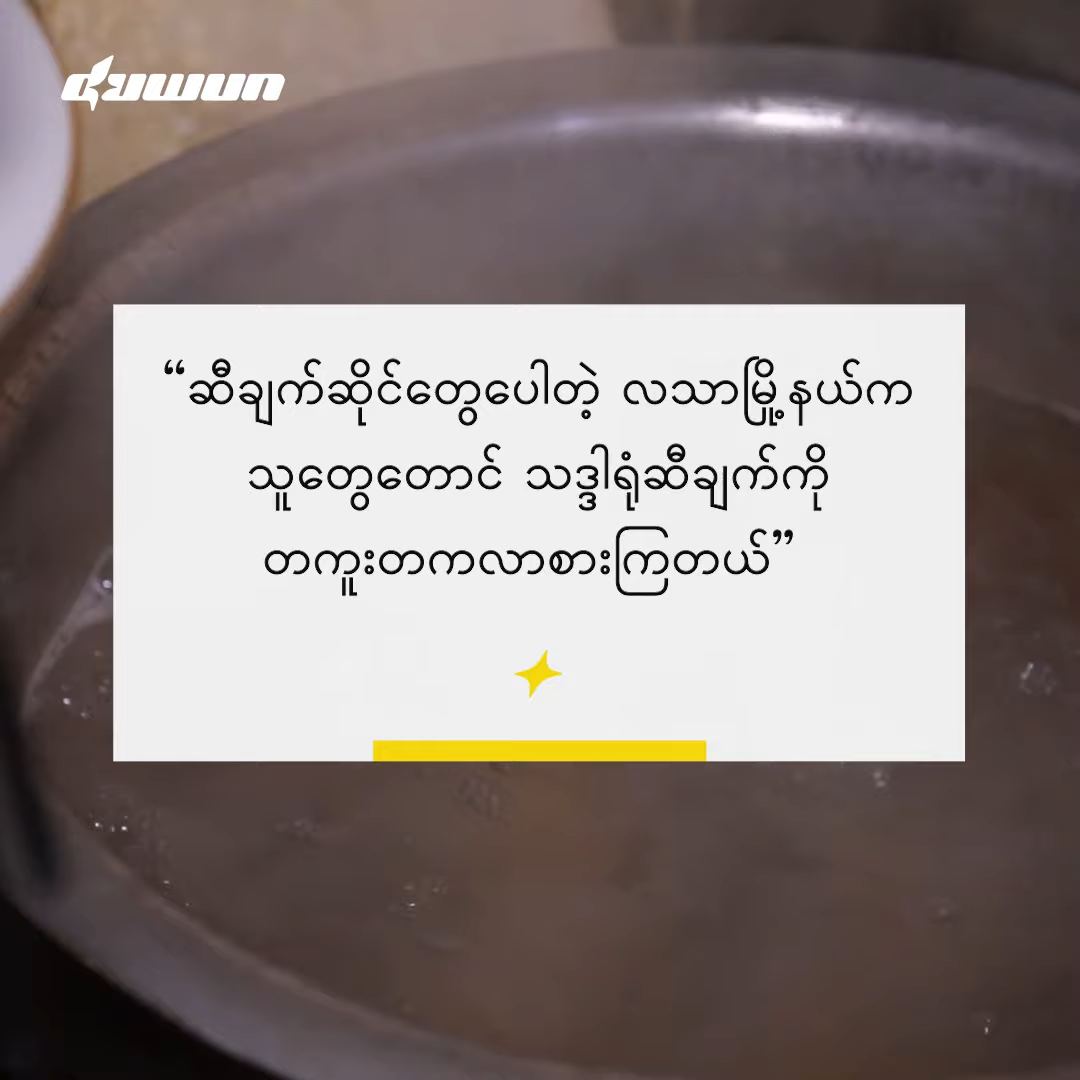 duwun
“ဆီချက်ဆိုင်တွေပေါတဲ့ လသာမြို့နယ်က
သူတွေတောင် သဒ္ဒါရုံဆီချက်ကို
တကူးတကလာစားကြတယ်”